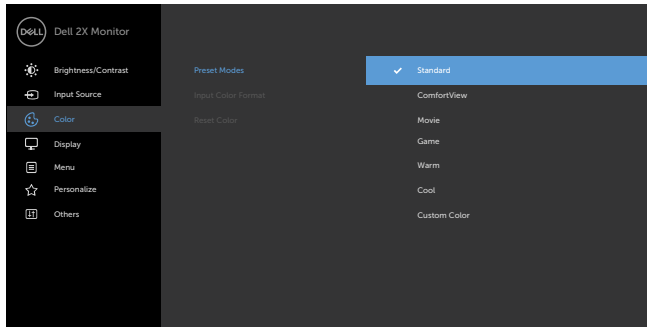 DELL Dell 2X Monitor
Brightness/Contrast Preset Modes Standard
Input Source Input Color Format ComfortView
Color Reset Color Movie
Display Game
Menu Warm
Personalize Cool
Others Custom Color